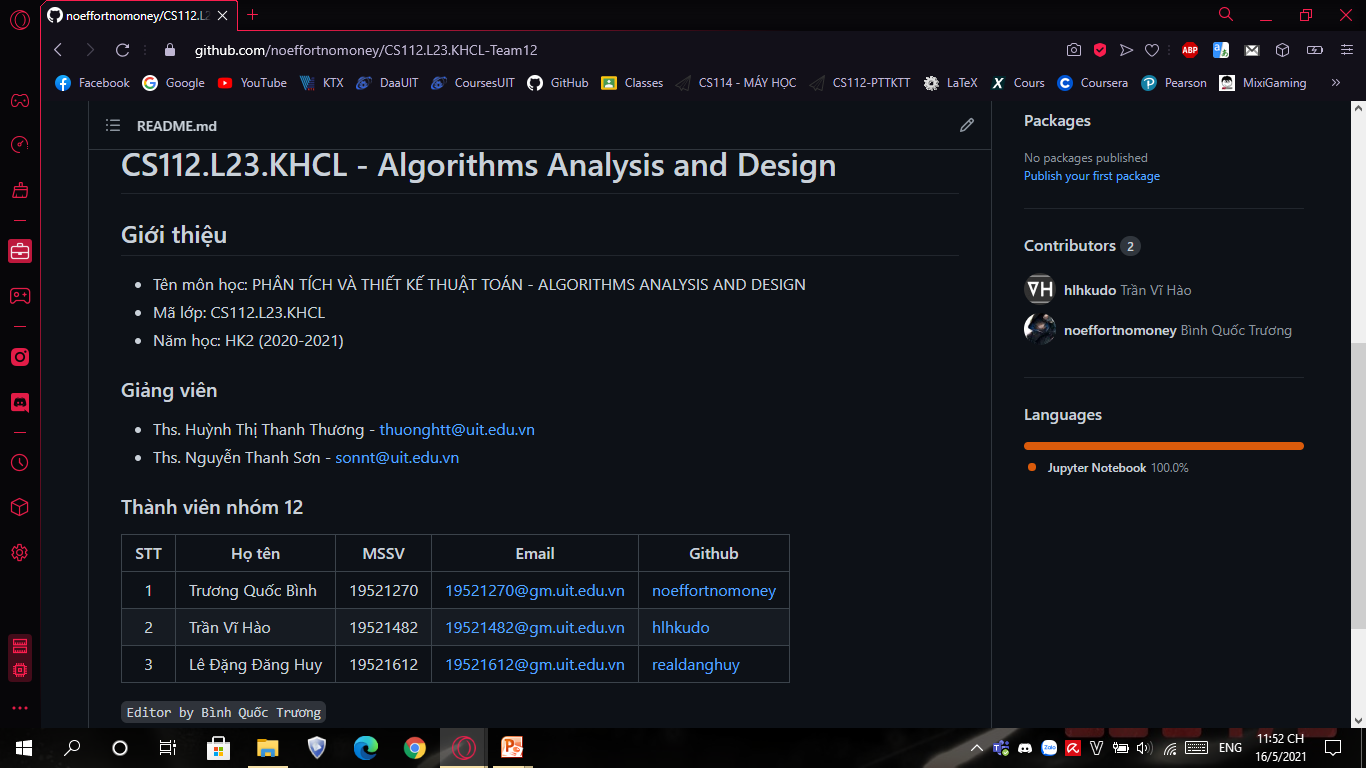 noeffortnomoney/CS112.L2
github.com/noeffortnomoney/CS112.L23.KHCL-Team12
ABP
Facebook Google YouTube KTX DaaUIT CoursesUIT GitHub Classes CS114 - MÁY HỌC CS112-PTTKTT LaTeX Cours Coursera Pearson MixiGaming »
README.md
CS112.L23.KHCL - Algorithms Analysis and Design
Giới thiệu
Tên môn học: PHÂN TÍCH VÀ THIẾT KẾ THUẬT TOÁN - ALGORITHMS ANALYSIS AND DESIGN
Mã lớp: CS112.L23.KHCL
Năm học: HK2 (2020-2021)
Giảng viên
Ths. Huỳnh Thị Thanh Thương - thuonghtt@uit.edu.vn
Ths. Nguyễn Thanh Sơn - sonnt@uit.edu.vn
Thành viên nhóm 12
STT Họ tên MSSV Email Github
1 Trương Quốc Bình 19521270 19521270@gm.uit.edu.vn noeffortnomoney
2 Trần Vĩ Hào 19521482 19521482@gm.uit.edu.vn hlhkudo
3 Lê Đặng Đăng Huy 19521612 19521612@gm.uit.edu.vn realdanghuy
Editor by Bình Quốc Trương
Packages
No packages published
Publish your first package
Contributors 2
hlhkudo Trần Vĩ Hào
noeffortnomoney Bình Quốc Trương
Languages
Jupyter Notebook 100.0%
Zalo
ENG
11:52 CH
16/5/2021